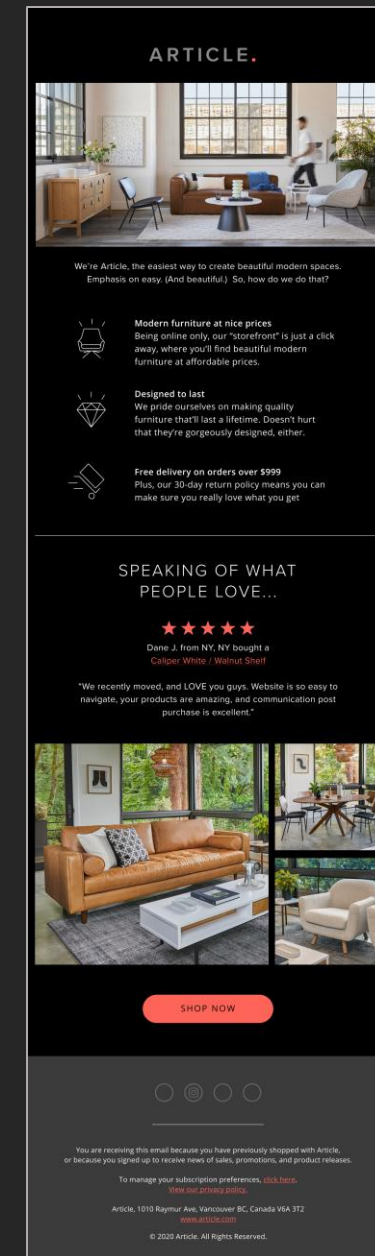 ARTICLE.
We're Article, the easiest way to create beautiful modern spaces.
Emphasis on easy. (And beautiful.)  So, how do we do that?
Modern furniture at nice prices
Being online only, our "storefront" is just a click
away, where you'll find beautiful modern
furniture at affordable prices.
Designed to last
We pride ourselves on making quality
furniture that'll last a lifetime. Doesn't hurt
that they're gorgeously designed, either.
Free delivery on orders over $999
Plus, our 30-day return policy means you can
make sure you really love what you get
SPEAKING OF WHAT
PEOPLE LOVE...
Dane J. from NY, NY bought a
Caliper White / Walnut Shelf
"We recently moved, and LOVE you guys. Website is so easy to
navigate, your products are amazing, and communication post
purchase is excellent."
SHOP NOW
You are receiving this email because you have previously shopped with Article,
or because you signed up to receive news of sales, promotions, and product releases.
To manage your subscription preferences, click here.
View our privacy policy.
Article, 1010 Raymur Ave, Vancouver BC, Canada V6A 3T2
www.article.com
© 2020 Article. All Rights Reserved.